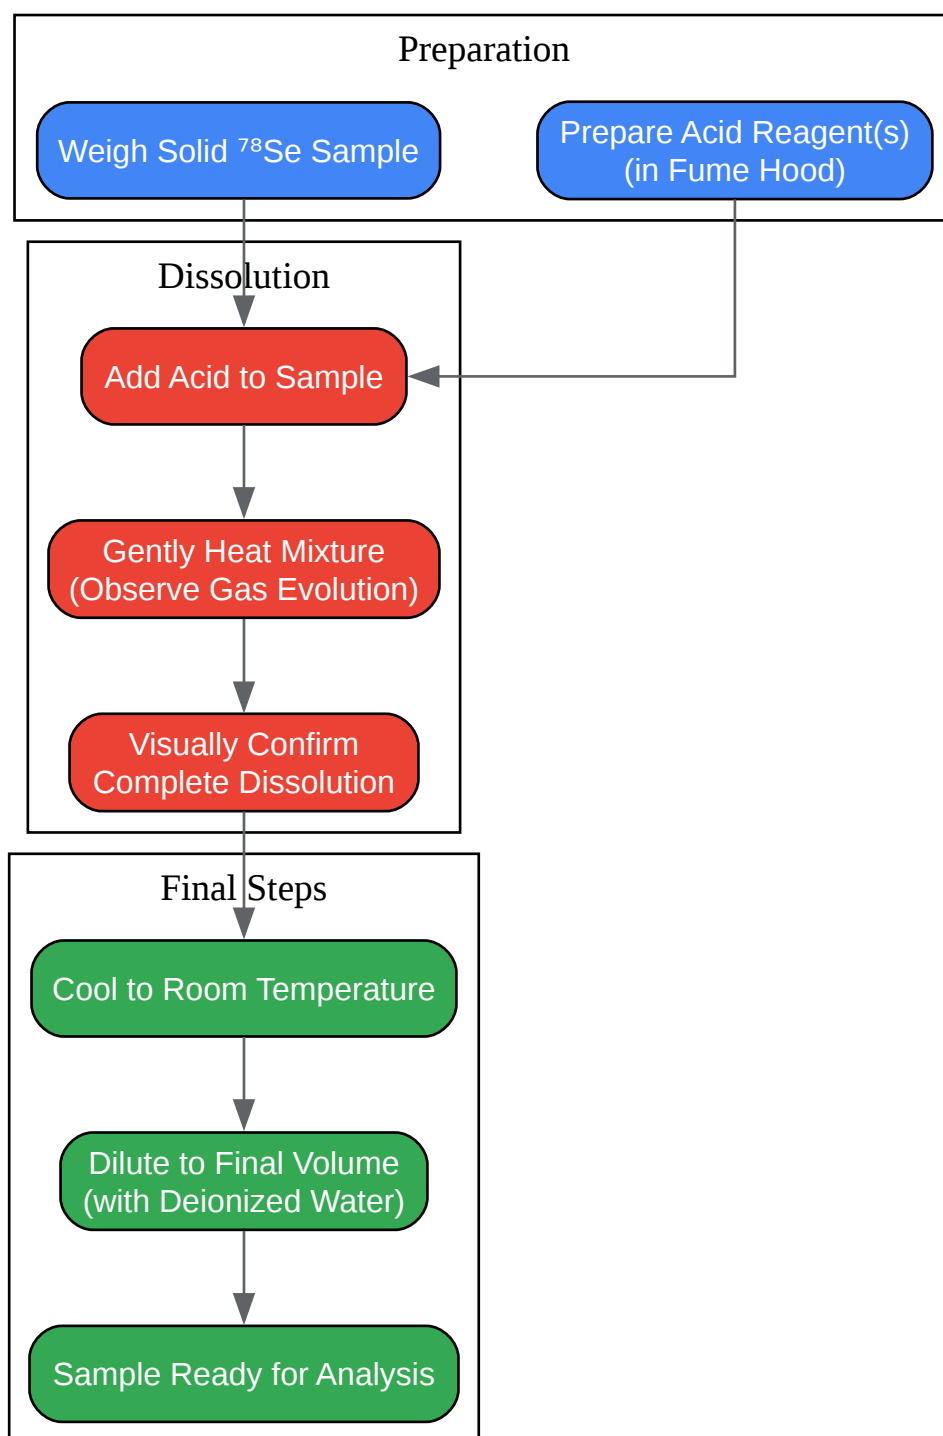 Preparation
Weigh Solid ⁷⁸Se Sample
Prepare Acid Reagent(s)
(in Fume Hood)
Dissolution
Add Acid to Sample
Gently Heat Mixture
(Observe Gas Evolution)
Visually Confirm
Complete Dissolution
Final Steps
Cool to Room Temperature
Dilute to Final Volume
(with Deionized Water)
Sample Ready for Analysis